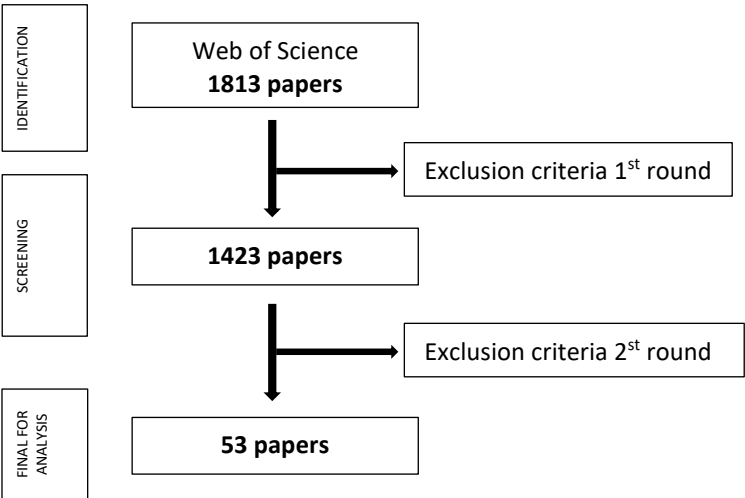 IDENTIFICATION
Web of Science
1813 papers
Exclusion criteria 1st round
SCREENING
1423 papers
Exclusion criteria 2st round
FINAL FOR
ANALYSIS
53 papers